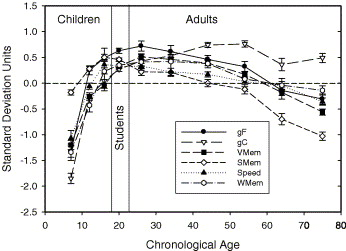 Children
Adults
Students
Standard Deviation Units
1.5
1.0
0.5
0.0
-0.5
-1.0
-1.5
-2.0
-2.5
gF
gC
VMem
SMem
Speed
WMem
0 10 20 30 40 50 60 70 80
Chronological Age